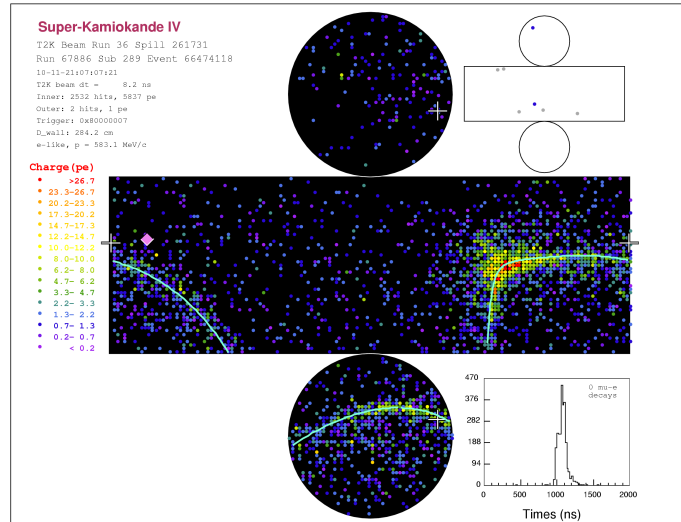 Super-Kamiokande IV
T2K Beam Run 36 Spill 261731
Run 67886 Sub 289 Event 66474118
10-11-21:07:07:21
T2K beam dt = 8.2 ns
Inner: 2532 hits, 5837 pe
Outer: 2 hits, 1 pe
Trigger: 0x80000007
D_wall: 284.2 cm
e-like, p = 583.1 MeV/c
Charge(pe)
>26.7
23.3-26.7
20.2-23.3
17.3-20.2
14.7-17.3
12.2-14.7
10.0-12.2
8.0-10.0
6.2- 8.0
4.7- 6.2
3.3- 4.7
2.2- 3.3
1.3- 2.2
0.7- 1.3
0.2- 0.7
< 0.2
470
376
282
188
94
0
0 mu-e
decays
0 500 1000 1500 2000
Times (ns)